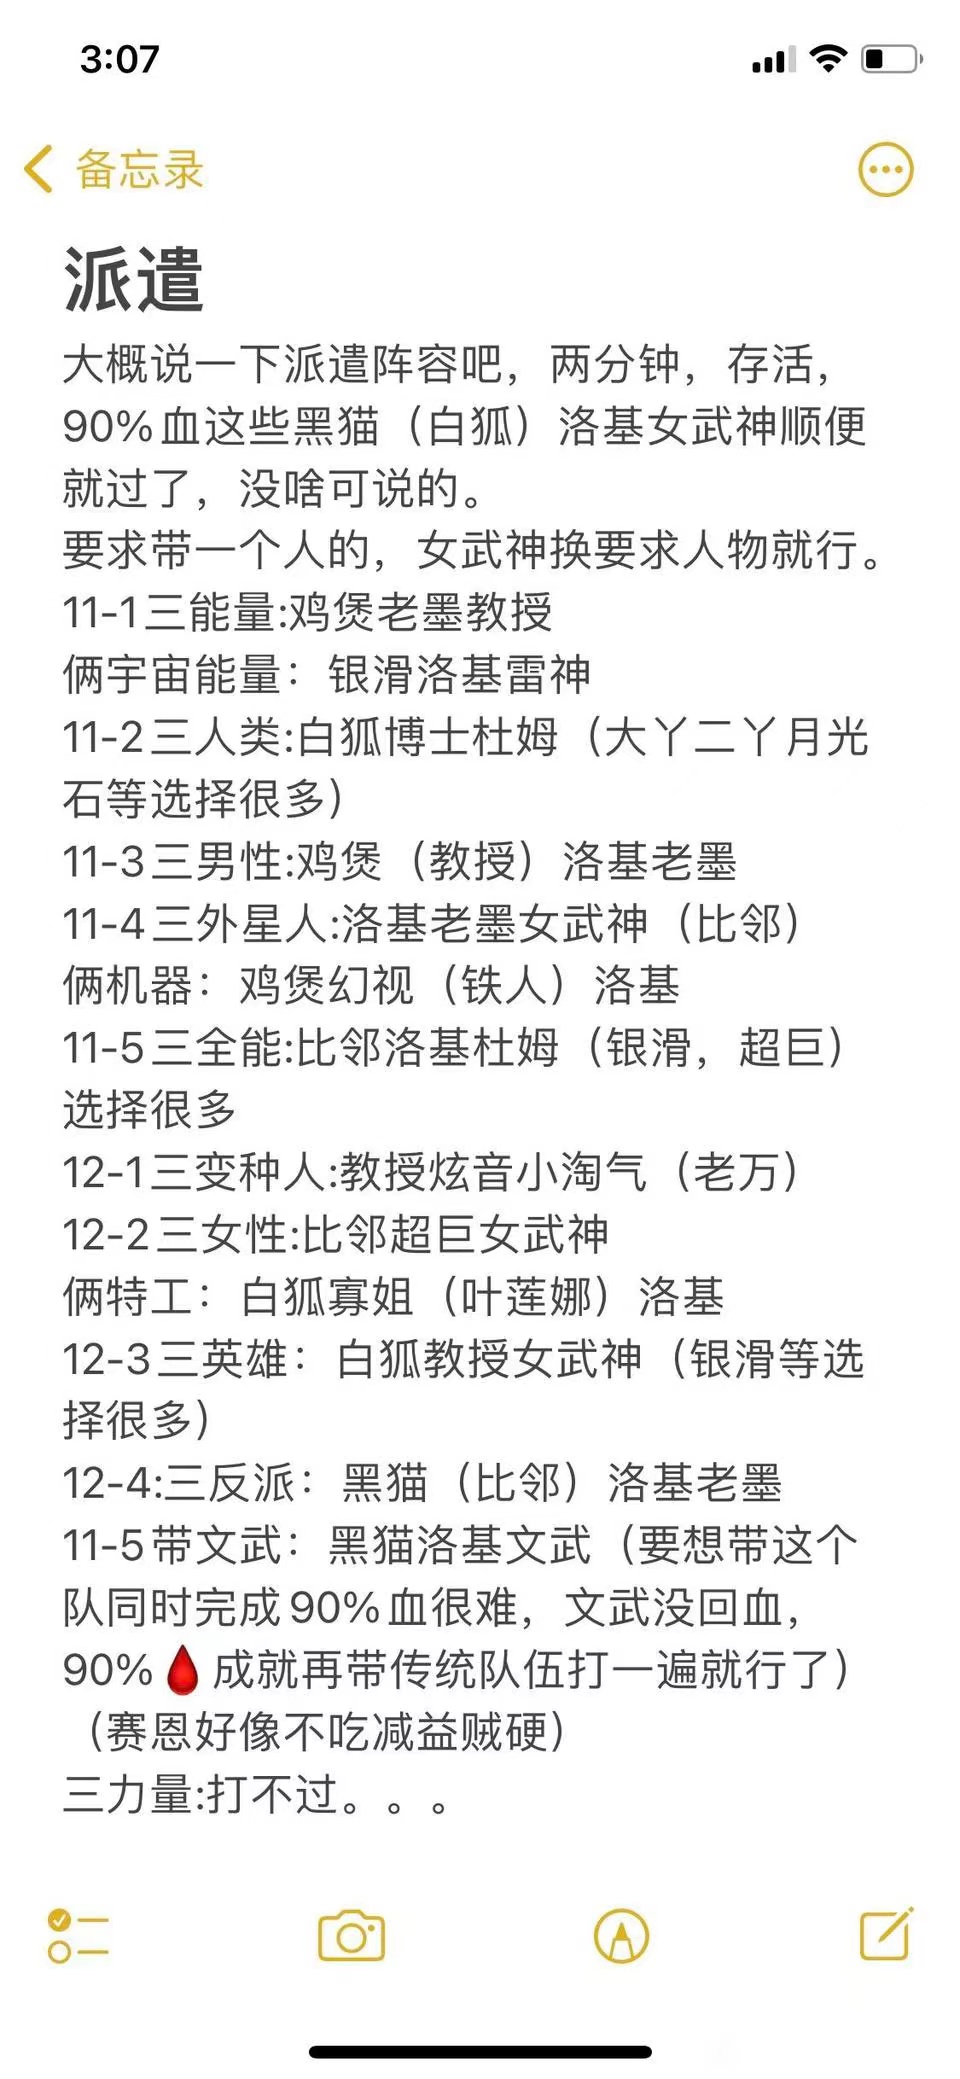 3:07
备忘录
派遣
大概说一下派遣阵容吧，两分钟，存活，
90%血这些黑猫（白狐）洛基女武神顺便
就过了，没啥可说的。
要求带一个人的，女武神换要求人物就行。
11-1三能量:鸡煲老墨教授
俩宇宙能量：银滑洛基雷神
11-2三人类:白狐博士杜姆（大丫二丫月光
石等选择很多）
11-3三男性:鸡煲（教授）洛基老墨
11-4三外星人:洛基老墨女武神（比邻）
俩机器：鸡煲幻视（铁人）洛基
11-5三全能:比邻洛基杜姆（银滑，超巨）
选择很多
12-1三变种人:教授炫音小淘气（老万）
12-2三女性:比邻超巨女武神
俩特工：白狐寡姐（叶莲娜）洛基
12-3三英雄：白狐教授女武神（银滑等选
择很多）
12-4:三反派：黑猫（比邻）洛基老墨
11-5带文武：黑猫洛基文武（要想带这个
队同时完成90%血很难，文武没回血，
90%🩸成就再带传统队伍打一遍就行了）
（赛恩好像不吃减益贼硬）
三力量:打不过。。。